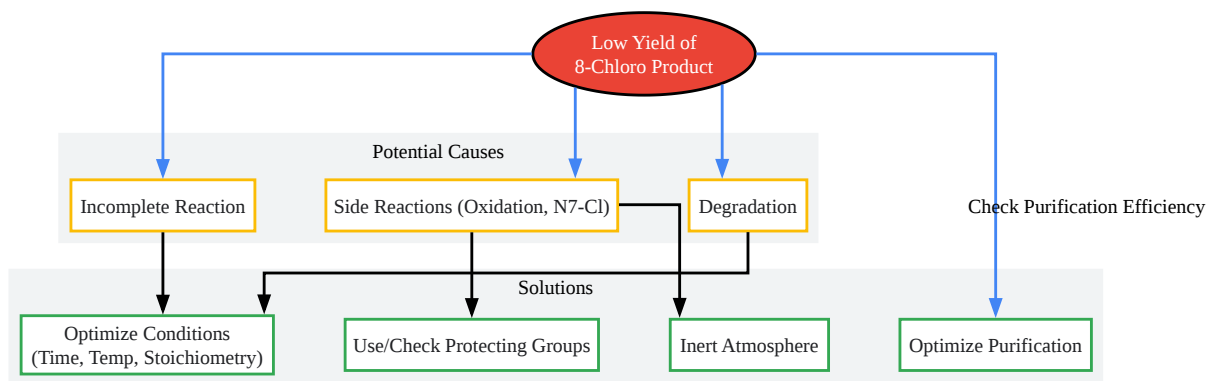 Low Yield of
8-Chloro Product
Potential Causes
Incomplete Reaction
Side Reactions (Oxidation, N7-Cl)
Degradation
Check Purification Efficiency
Solutions
Optimize Conditions
(Time, Temp, Stoichiometry)
Use/Check Protecting Groups
Inert Atmosphere
Optimize Purification